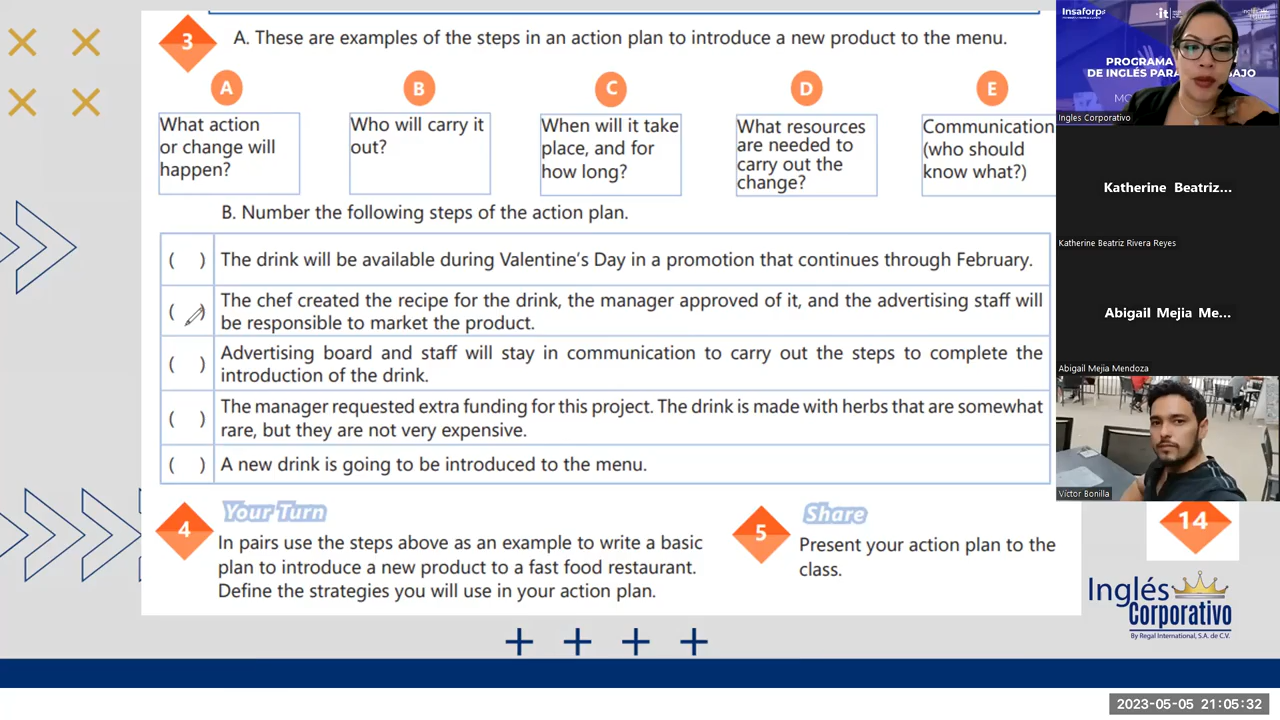 3
A. These are examples of the steps in an action plan to introduce a new product to the menu.
A
B
C
D
E
What action
or change will
happen?
Who will carry it
out?
When will it take
place, and for
how long?
What resources
are needed to
carry out the
change?
Communication
(who should
know what?)
B. Number the following steps of the action plan.
( ) The drink will be available during Valentine's Day in a promotion that continues through February.
( ) The chef created the recipe for the drink, the manager approved of it, and the advertising staff will
be responsible to market the product.
( ) Advertising board and staff will stay in communication to carry out the steps to complete the
introduction of the drink.
( ) The manager requested extra funding for this project. The drink is made with herbs that are somewhat
rare, but they are not very expensive.
( ) A new drink is going to be introduced to the menu.
4
Your Turn
In pairs use the steps above as an example to write a basic
plan to introduce a new product to a fast food restaurant.
Define the strategies you will use in your action plan.
5
Share
Present your action plan to the
class.
14
Inglés
Corporativo
By Regal International, S.A. de C.V.
Insaforp
PROGRAMA
DE INGLÉS PARA
Ingles Corporativo
Katherine Beatriz...
Katherine Beatriz Rivera Reyes
Abigail Mejia Me...
Abigail Mejia Mendoza
Víctor Bonilla
2023-05-05 21:05:32